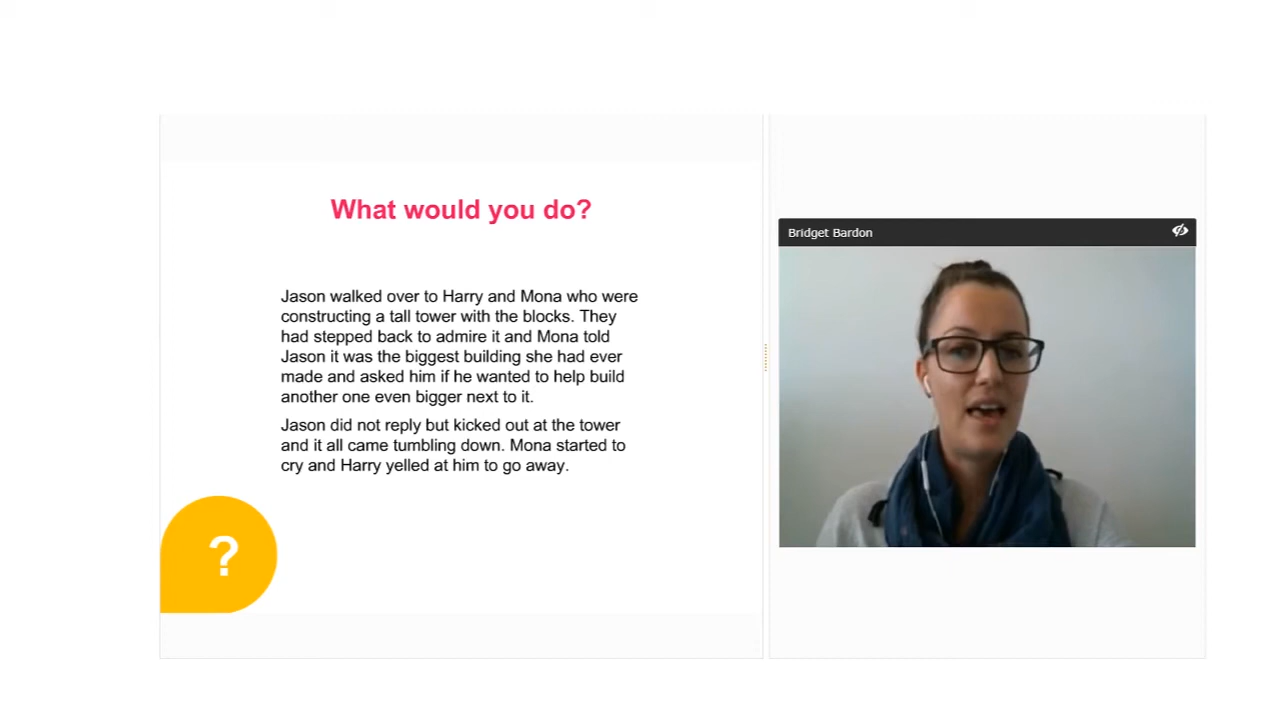 What would you do?
Jason walked over to Harry and Mona who were
constructing a tall tower with the blocks. They
had stepped back to admire it and Mona told
Jason it was the biggest building she had ever
made and asked him if he wanted to help build
another one even bigger next to it.
Jason did not reply but kicked out at the tower
and it all came tumbling down. Mona started to
cry and Harry yelled at him to go away.
?
Bridget Bardon